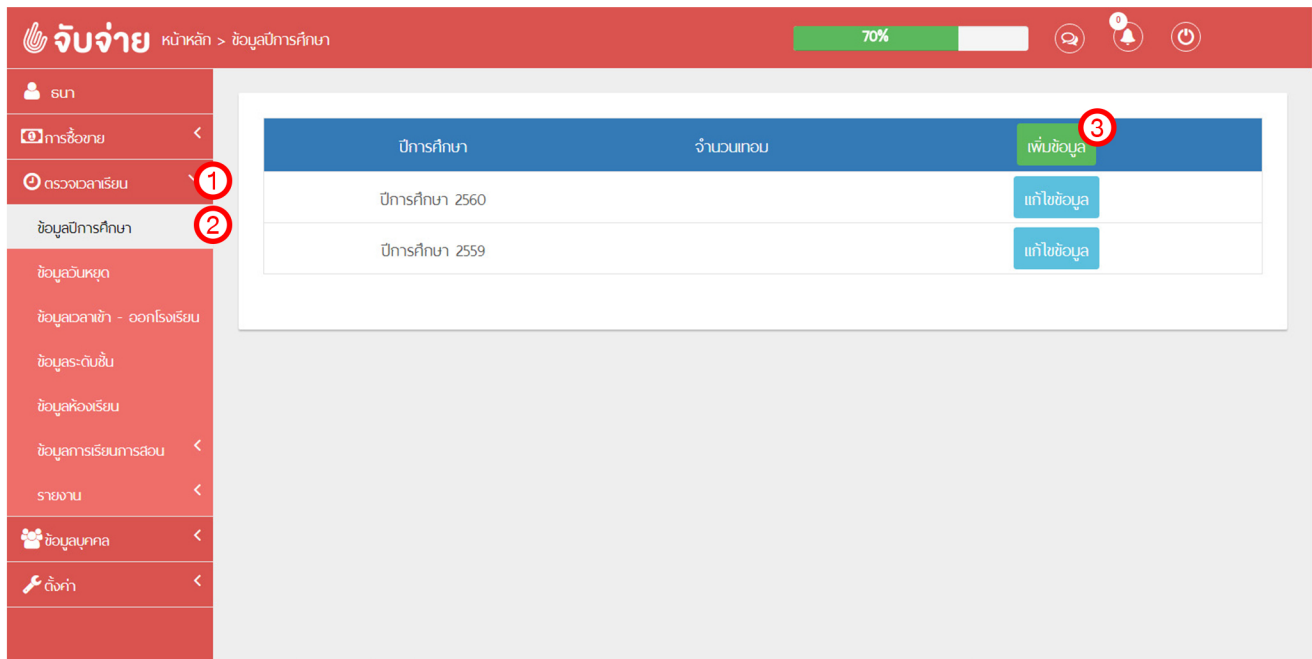 จับจ่าย หน้าหลัก > ข้อมูลปีการศึกษา 70% 0
ธนา
การซื้อขาย
ตรวจเวลาเรียน 1
ข้อมูลปีการศึกษา 2
ข้อมูลวันหยุด
ข้อมูลเวลาเข้า - ออกโรงเรียน
ข้อมูลระดับชั้น
ข้อมูลห้องเรียน
ข้อมูลการเรียนการสอน
รายงาน
ข้อมูลบุคคล
ตั้งค่า
ปีการศึกษา จำนวนเทอม เพิ่มข้อมูล 3
ปีการศึกษา 2560 แก้ไขข้อมูล
ปีการศึกษา 2559 แก้ไขข้อมูล